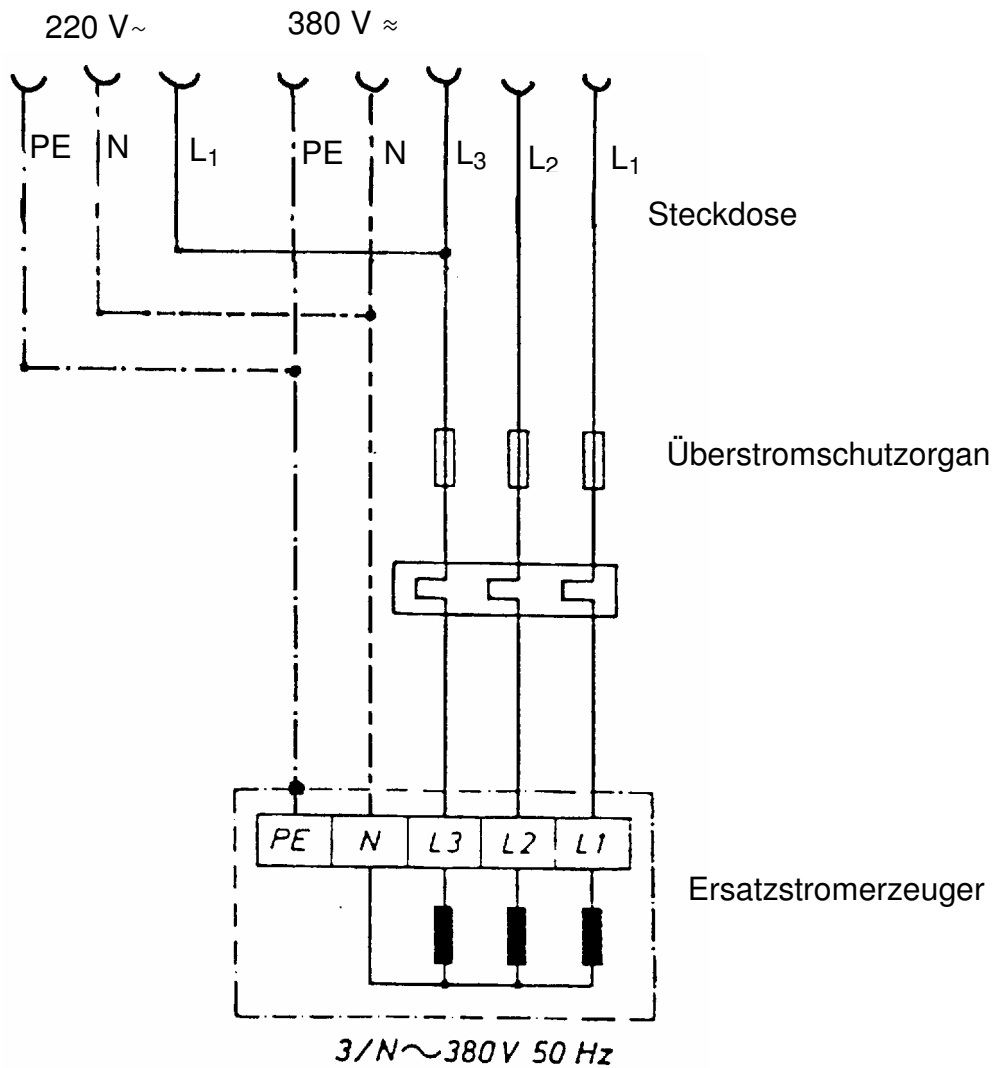 220 V~ 380 V ≈
PE N L₁ PE N L₃ L₂ L₁
Steckdose
Überstromschutzorgan
PE N L3 L2 L1
Ersatzstromerzeuger
3/N~380V 50 Hz